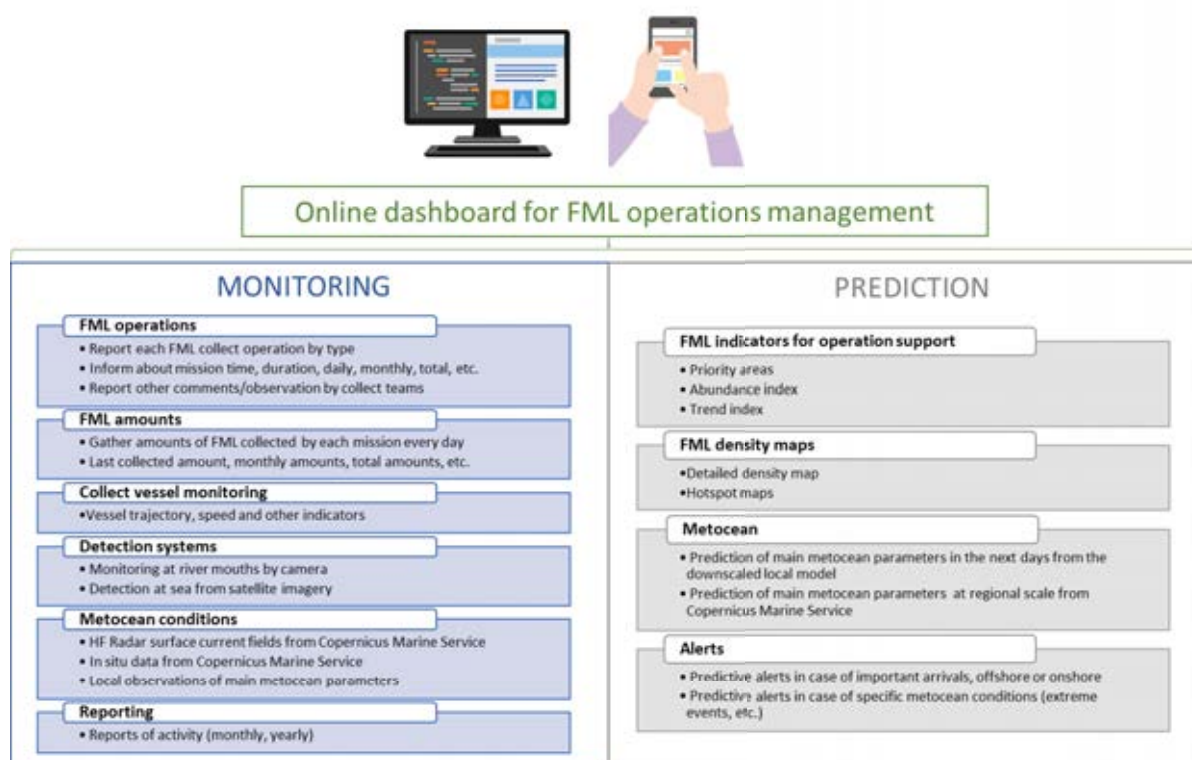 Online dashboard for FML operations management
MONITORING
FML operations
• Report each FML collect operation by type
• Inform about mission time, duration, daily, monthly, total, etc.
• Report other comments/observation by collect teams
FML amounts
• Gather amounts of FML collected by each mission every day
• Last collected amount, monthly amounts, total amounts, etc.
Collect vessel monitoring
•Vessel trajectory, speed and other indicators
Detection systems
• Monitoring at river mouths by camera
• Detection at sea from satellite imagery
Metocean conditions
• HF Radar surface current fields from Copernicus Marine Service
• In situ data from Copernicus Marine Service
• Local observations of main metocean parameters
Reporting
• Reports of activity (monthly, yearly)
PREDICTION
FML indicators for operation support
• Priority areas
• Abundance index
• Trend index
FML density maps
•Detailed density map
•Hotspot maps
Metocean
• Prediction of main metocean parameters in the next days from the
downscaled local model
• Prediction of main metocean parameters at regional scale from
Copernicus Marine Service
Alerts
• Predictive alerts in case of important arrivals, offshore or onshore
• Predictive alerts in case of specific metocean conditions (extreme
events, etc.)